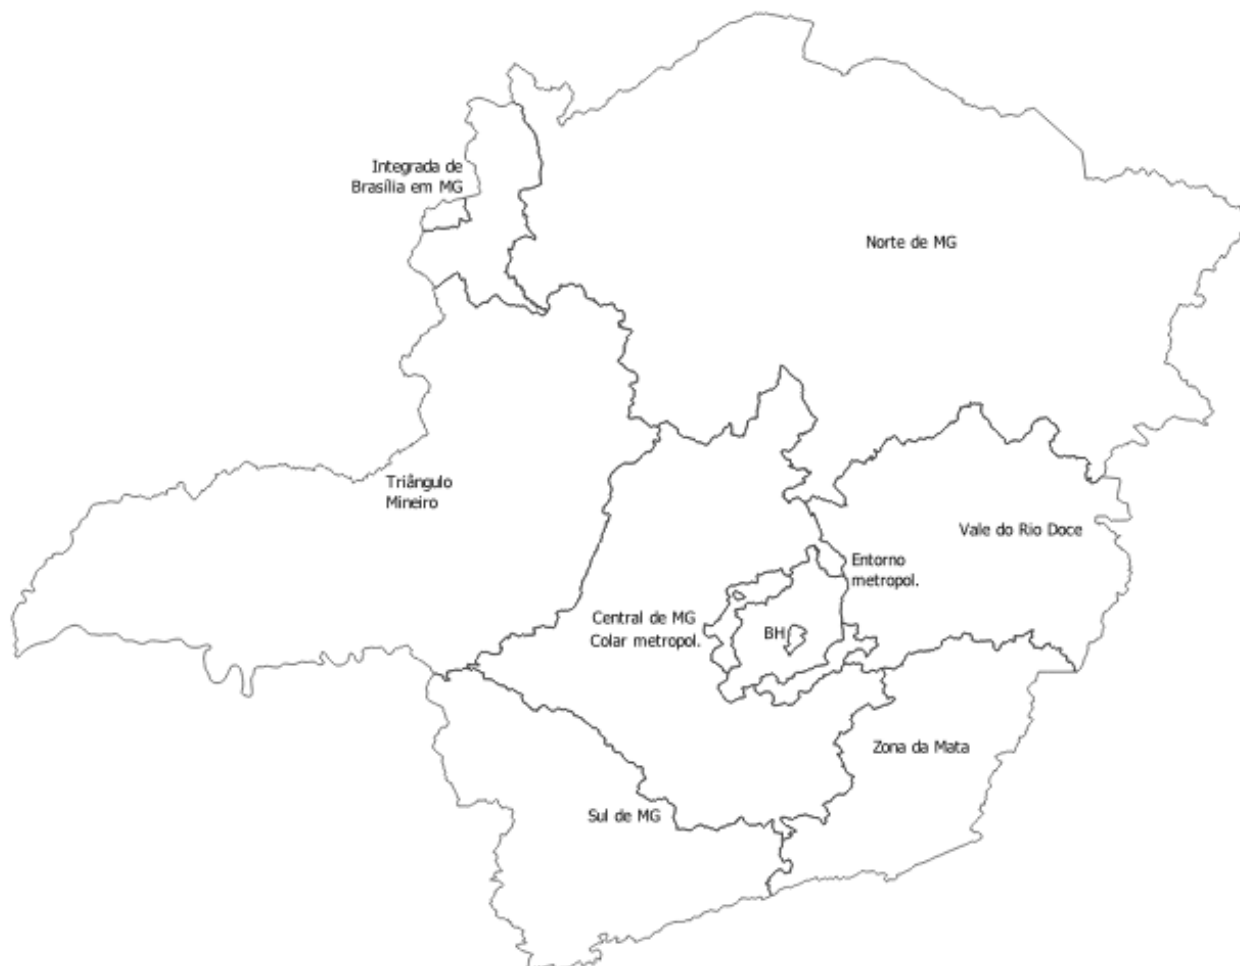 Integrada de
Brasília em MG
Norte de MG
Triângulo
Mineiro
Vale do Rio Doce
Entorno
metropol.
Central de MG
Colar metropol.
BH
Zona da Mata
Sul de MG